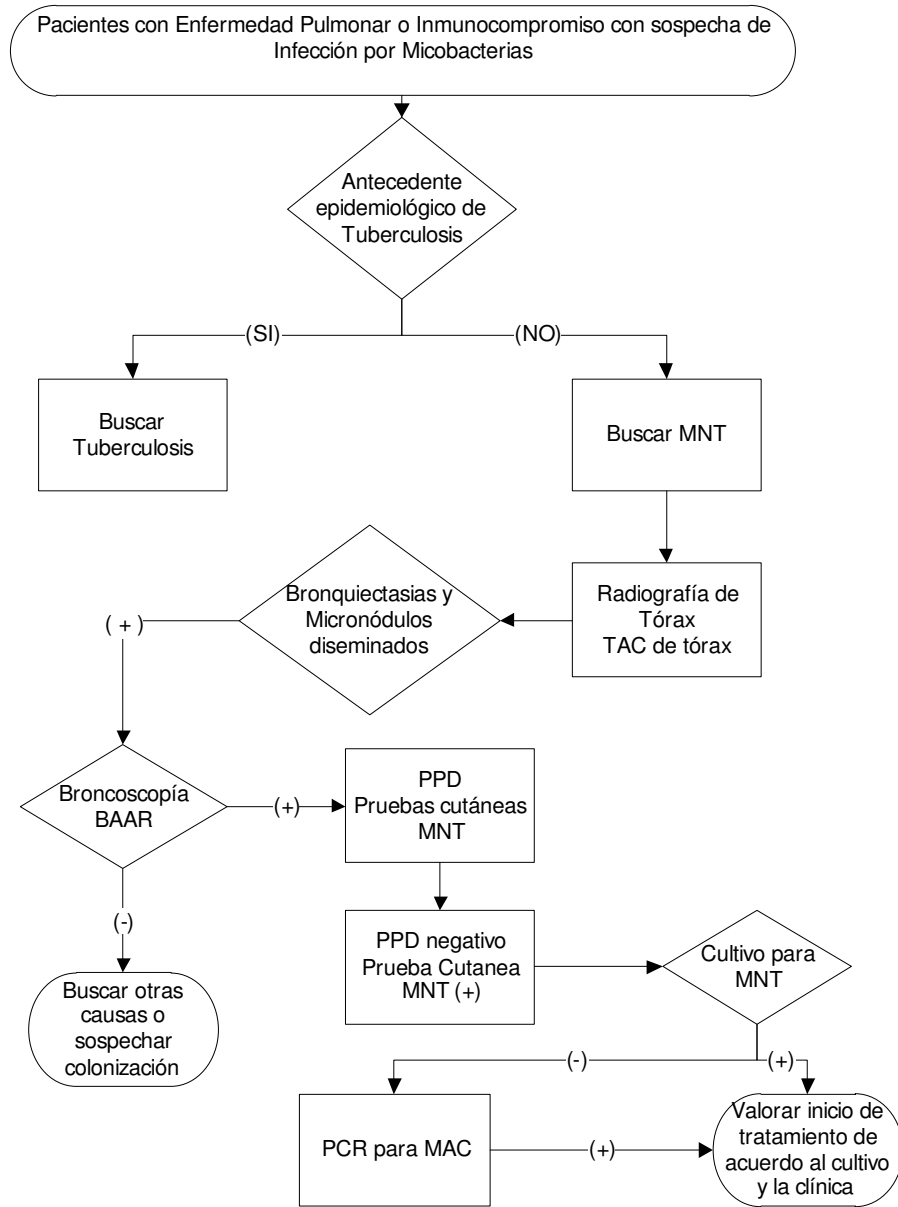 Pacientes con Enfermedad Pulmonar o Inmunocompromiso con sospecha de
Infección por Micobacterias
Antecedente
epidemiológico de
Tuberculosis
(SI)
(NO)
Buscar
Tuberculosis
Buscar MNT
Bronquiectasias y
Micronódulos
diseminados
Radiografía de
Tórax
TAC de tórax
( + )
Broncoscopía
BAAR
(+)
PPD
Pruebas cutáneas
MNT
(-)
PPD negativo
Prueba Cutanea
MNT (+)
Cultivo para
MNT
Buscar otras
causas o
sospechar
colonización
(-)
(+)
PCR para MAC
(+)
Valorar inicio de
tratamiento de
acuerdo al cultivo
y la clínica